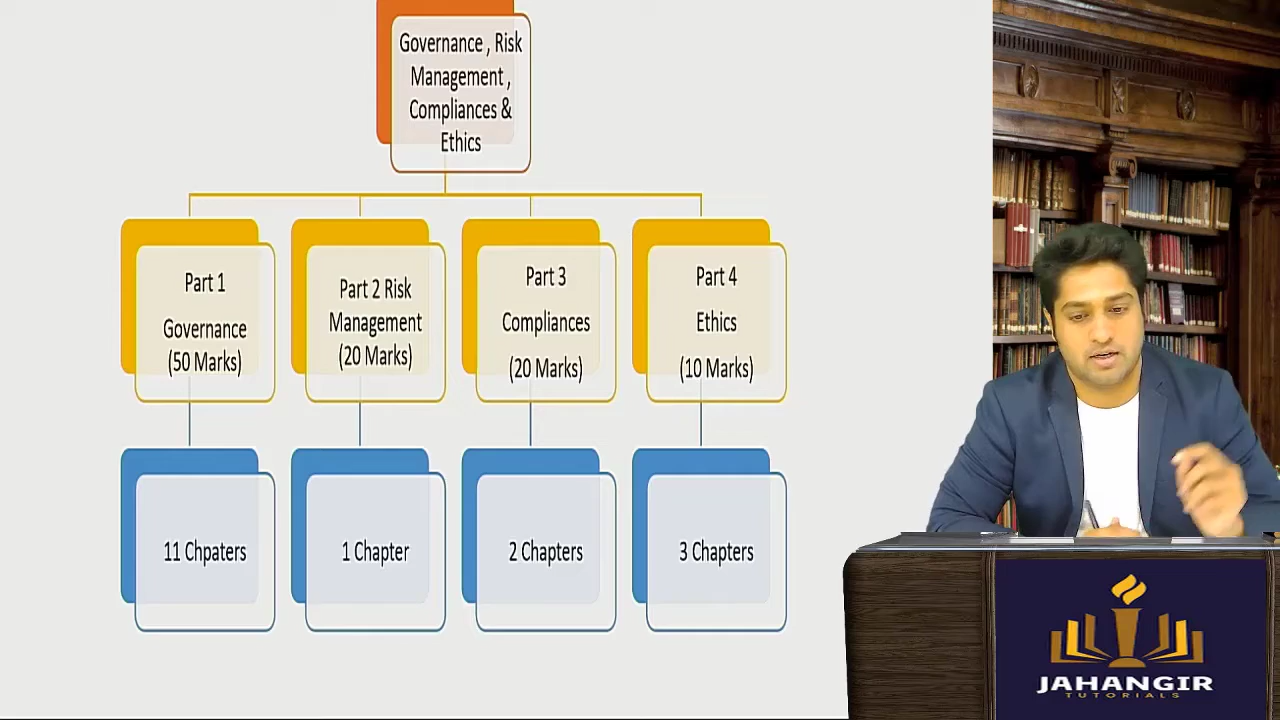 Governance , Risk
Management ,
Compliances &
Ethics
Part 1
Governance
(50 Marks)
Part 2 Risk
Management
(20 Marks)
Part 3
Compliances
(20 Marks)
Part 4
Ethics
(10 Marks)
11 Chpaters
1 Chapter
2 Chapters
3 Chapters
JAHANGIR
TUTORIALS